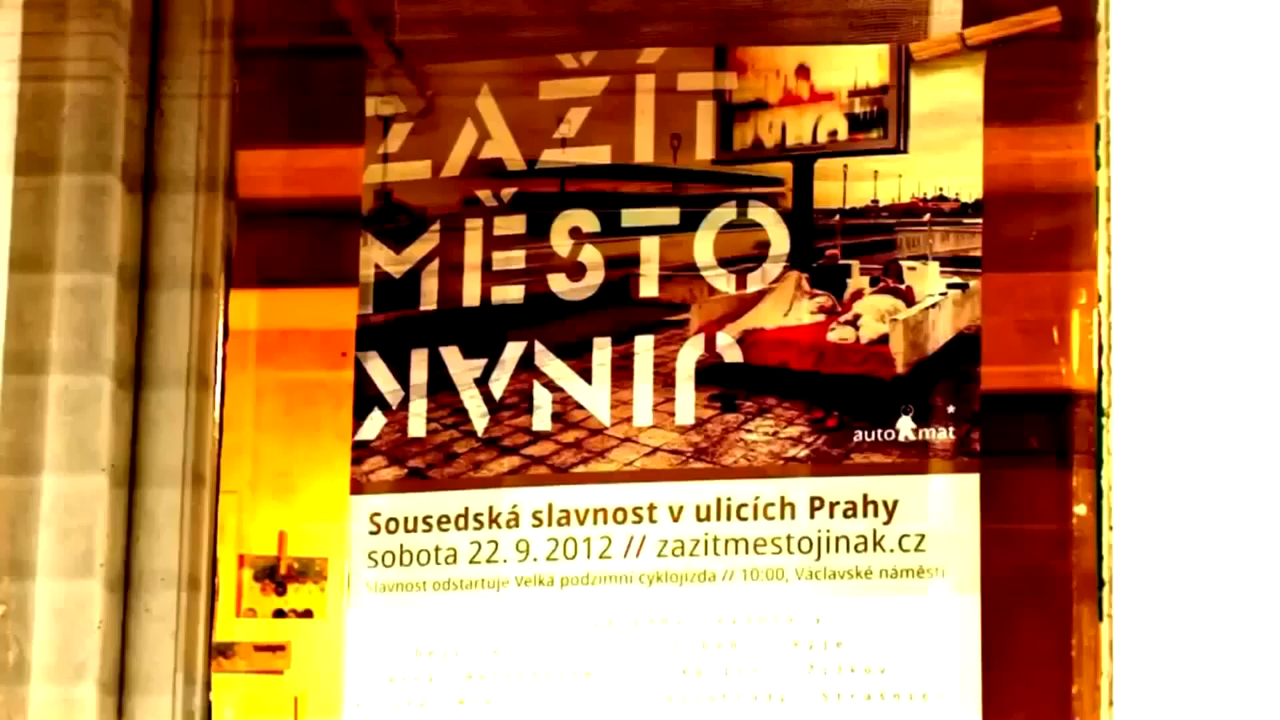 ZAŽÍT
MĚSTO
JINAK
auto mat *
Sousedská slavnost v ulicích Prahy
sobota 22. 9. 2012 // zazitmestojinak.cz
Slavnost odstartuje Velká podzimní cyklojízda // 10:00, Václavské náměstí